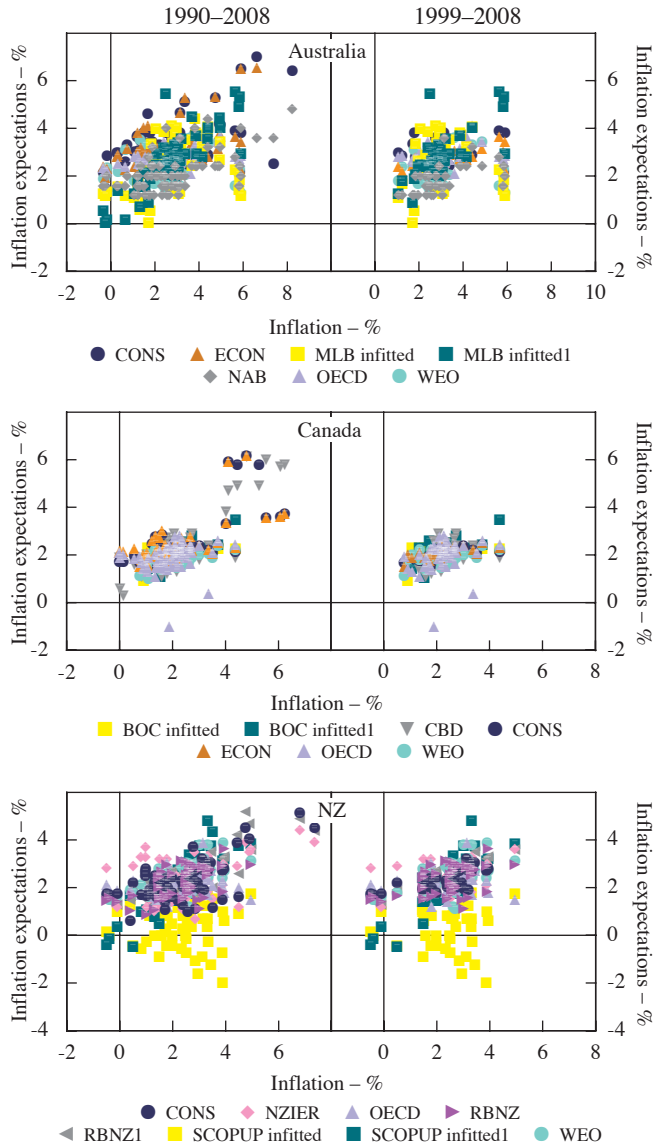 1990–2008 1999–2008
Australia
Inflation expectations – %
Inflation expectations – %
6 6
4 4
2 2
0 0
-2 -2
-2 0 2 4 6 8 0 2 4 6 8 10
Inflation – %
CONS ECON MLB infitted MLB infitted1
NAB OECD WEO
Canada
Inflation expectations – %
Inflation expectations – %
6 6
4 4
2 2
0 0
-2 -2
-2 0 2 4 6 0 2 4 6 8
Inflation – %
BOC infitted BOC infitted1 CBD CONS
ECON OECD WEO
NZ
Inflation expectations – %
Inflation expectations – %
4 4
2 2
0 0
-2 -2
-4 -4
-2 0 2 4 6 0 2 4 6 8
Inflation – %
CONS NZIER OECD RBNZ
RBNZ1 SCOPUP infitted SCOPUP infitted1 WEO